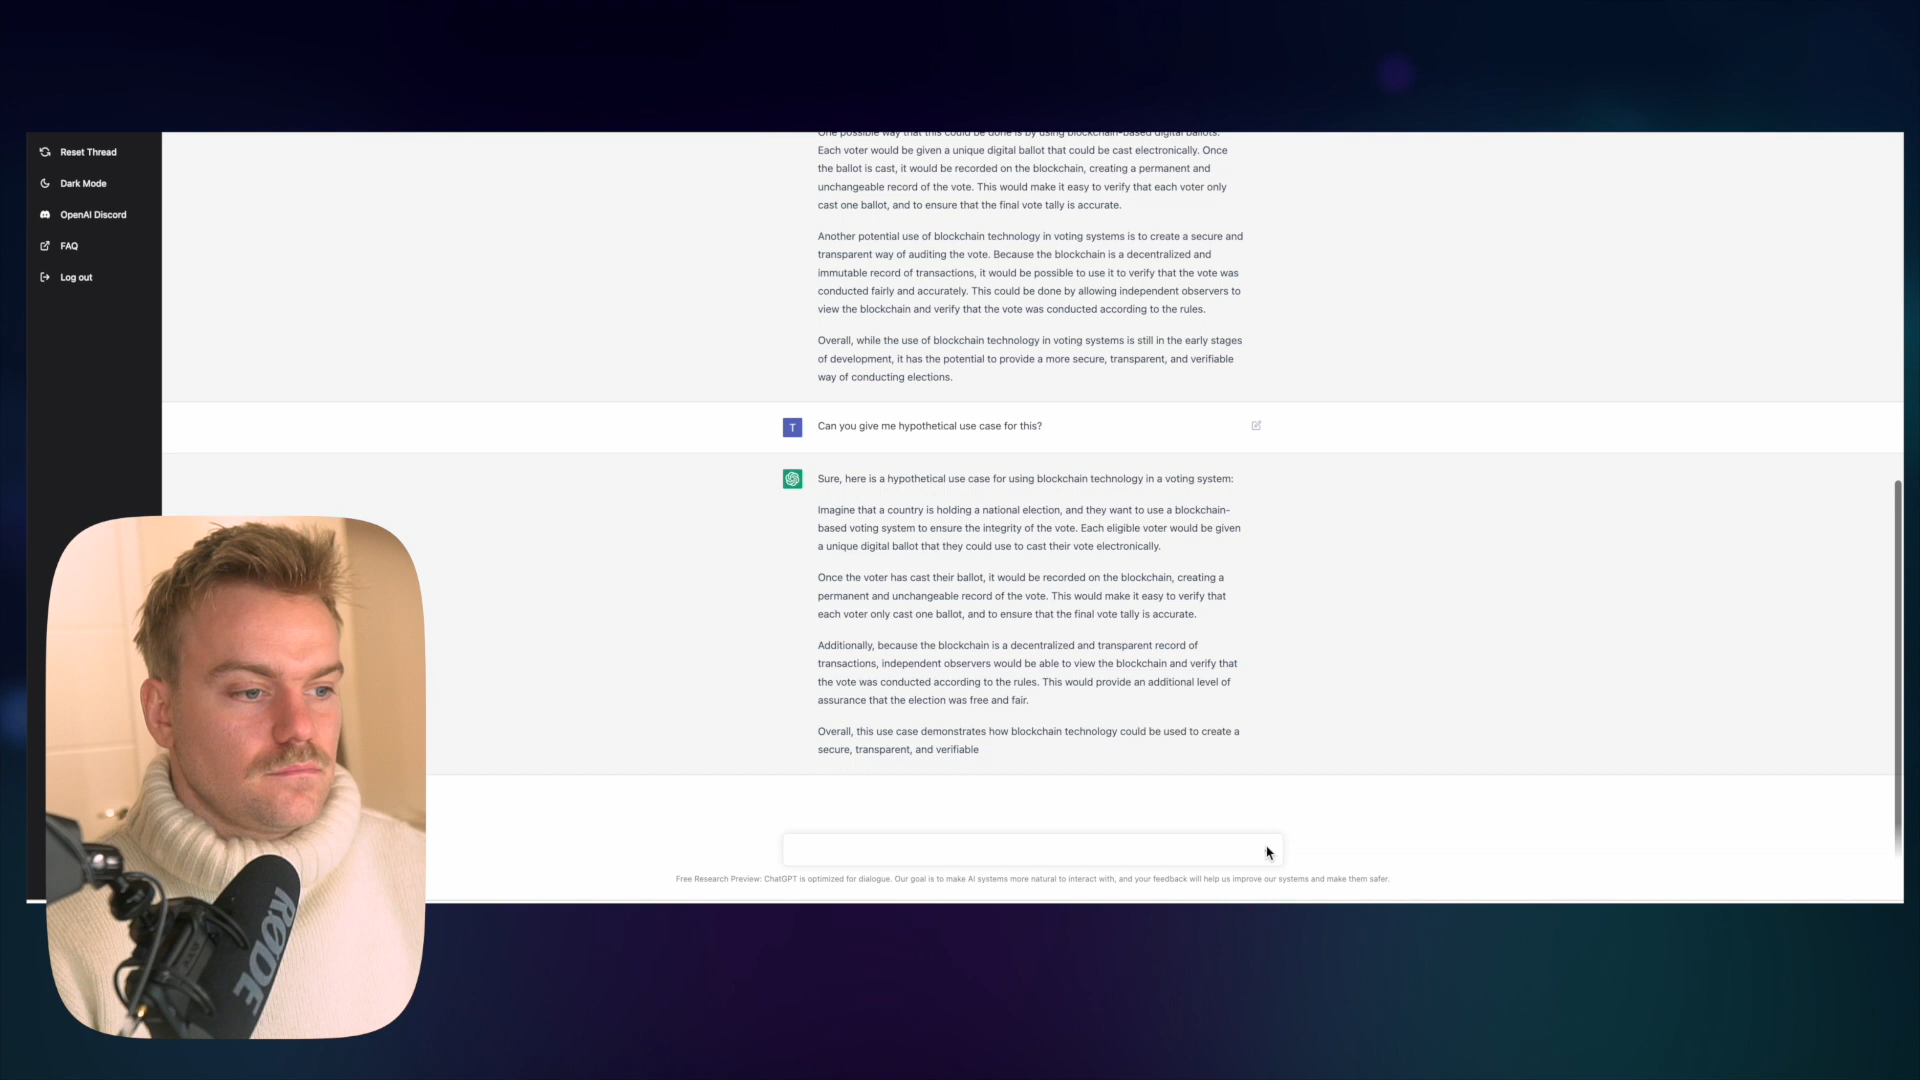 Reset Thread
Dark Mode
OpenAI Discord
FAQ
Log out
One possible way that this could be done is by using blockchain-based digital ballots.
Each voter would be given a unique digital ballot that could be cast electronically. Once
the ballot is cast, it would be recorded on the blockchain, creating a permanent and
unchangeable record of the vote. This would make it easy to verify that each voter only
cast one ballot, and to ensure that the final vote tally is accurate.
Another potential use of blockchain technology in voting systems is to create a secure and
transparent way of auditing the vote. Because the blockchain is a decentralized and
immutable record of transactions, it would be possible to use it to verify that the vote was
conducted fairly and accurately. This could be done by allowing independent observers to
view the blockchain and verify that the vote was conducted according to the rules.
Overall, while the use of blockchain technology in voting systems is still in the early stages
of development, it has the potential to provide a more secure, transparent, and verifiable
way of conducting elections.
T
Can you give me hypothetical use case for this?
Sure, here is a hypothetical use case for using blockchain technology in a voting system:
Imagine that a country is holding a national election, and they want to use a blockchain-
based voting system to ensure the integrity of the vote. Each eligible voter would be given
a unique digital ballot that they could use to cast their vote electronically.
Once the voter has cast their ballot, it would be recorded on the blockchain, creating a
permanent and unchangeable record of the vote. This would make it easy to verify that
each voter only cast one ballot, and to ensure that the final vote tally is accurate.
Additionally, because the blockchain is a decentralized and transparent record of
transactions, independent observers would be able to view the blockchain and verify that
the vote was conducted according to the rules. This would provide an additional level of
assurance that the election was free and fair.
Overall, this use case demonstrates how blockchain technology could be used to create a
secure, transparent, and verifiable
Free Research Preview: ChatGPT is optimized for dialogue. Our goal is to make AI systems more natural to interact with, and your feedback will help us improve our systems and make them safer.
RØDE